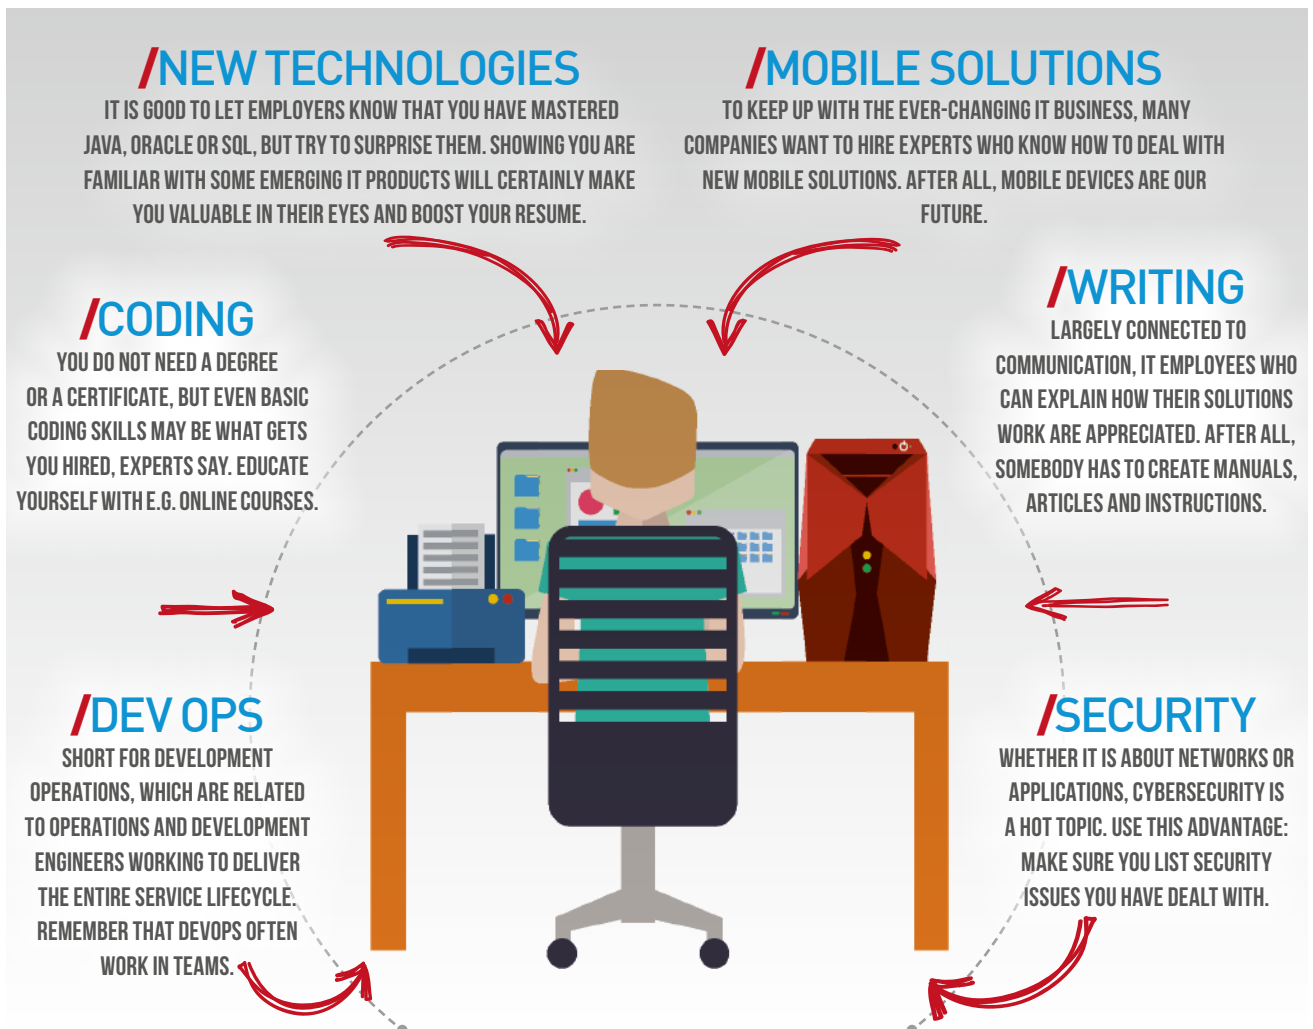 /NEW TECHNOLOGIES
IT IS GOOD TO LET EMPLOYERS KNOW THAT YOU HAVE MASTERED
JAVA, ORACLE OR SQL, BUT TRY TO SURPRISE THEM. SHOWING YOU ARE
FAMILIAR WITH SOME EMERGING IT PRODUCTS WILL CERTAINLY MAKE
YOU VALUABLE IN THEIR EYES AND BOOST YOUR RESUME.
/MOBILE SOLUTIONS
TO KEEP UP WITH THE EVER-CHANGING IT BUSINESS, MANY
COMPANIES WANT TO HIRE EXPERTS WHO KNOW HOW TO DEAL WITH
NEW MOBILE SOLUTIONS. AFTER ALL, MOBILE DEVICES ARE OUR
FUTURE.
/CODING
YOU DO NOT NEED A DEGREE
OR A CERTIFICATE, BUT EVEN BASIC
CODING SKILLS MAY BE WHAT GETS
YOU HIRED, EXPERTS SAY. EDUCATE
YOURSELF WITH E.G. ONLINE COURSES.
/WRITING
LARGELY CONNECTED TO
COMMUNICATION, IT EMPLOYEES WHO
CAN EXPLAIN HOW THEIR SOLUTIONS
WORK ARE APPRECIATED. AFTER ALL,
SOMEBODY HAS TO CREATE MANUALS,
ARTICLES AND INSTRUCTIONS.
/DEV OPS
SHORT FOR DEVELOPMENT
OPERATIONS, WHICH ARE RELATED
TO OPERATIONS AND DEVELOPMENT
ENGINEERS WORKING TO DELIVER
THE ENTIRE SERVICE LIFECYCLE.
REMEMBER THAT DEVOPS OFTEN
WORK IN TEAMS.
/SECURITY
WHETHER IT IS ABOUT NETWORKS OR
APPLICATIONS, CYBERSECURITY IS
A HOT TOPIC. USE THIS ADVANTAGE:
MAKE SURE YOU LIST SECURITY
ISSUES YOU HAVE DEALT WITH.